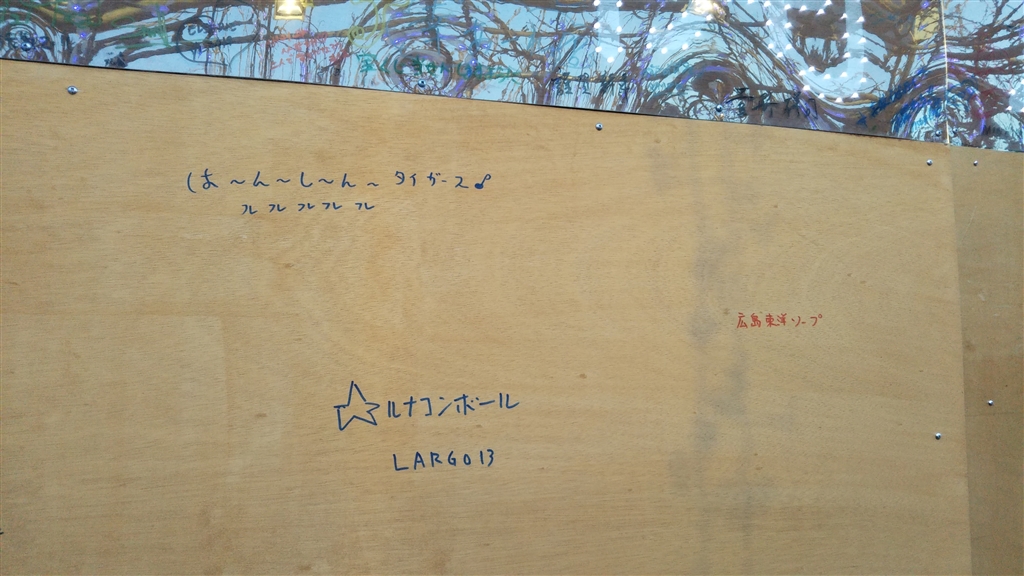 は～ん～し～ん～ タイガース♪
フレ フレ フレ フレ フレ
広島東洋ソープ
☆ルナコンボール
LARGO13